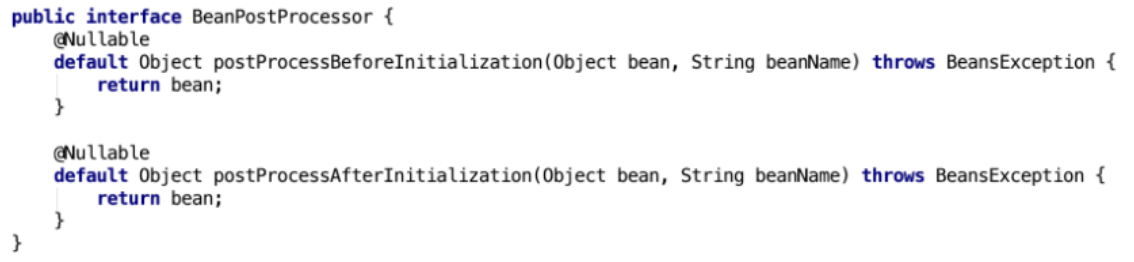 public interface BeanPostProcessor {
    @Nullable
    default Object postProcessBeforeInitialization(Object bean, String beanName) throws BeansException {
        return bean;
    }

    @Nullable
    default Object postProcessAfterInitialization(Object bean, String beanName) throws BeansException {
        return bean;
    }
}